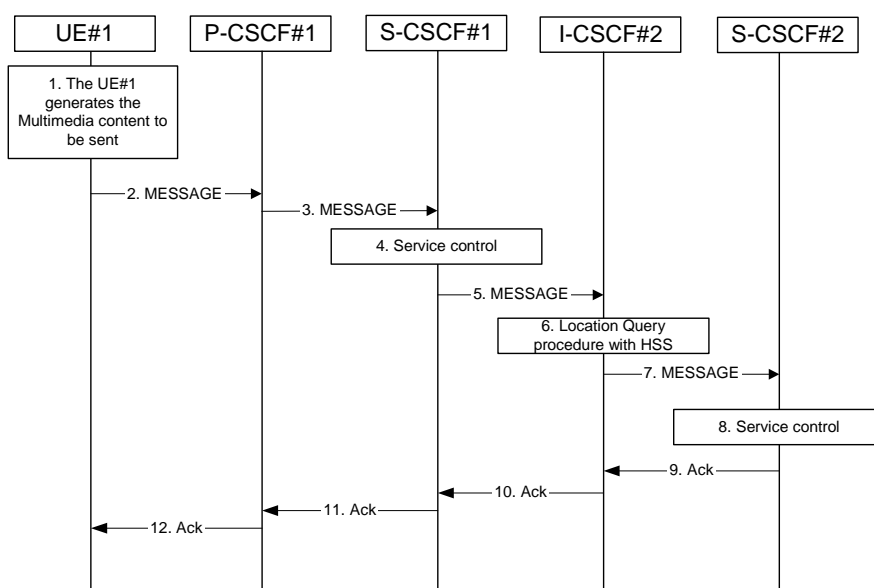 UE#1
P-CSCF#1
S-CSCF#1
I-CSCF#2
S-CSCF#2
1. The UE#1
generates the
Multimedia content to
be sent
2. MESSAGE
3. MESSAGE
4. Service control
5. MESSAGE
6. Location Query
procedure with HSS
7. MESSAGE
8. Service control
9. Ack
10. Ack
11. Ack
12. Ack